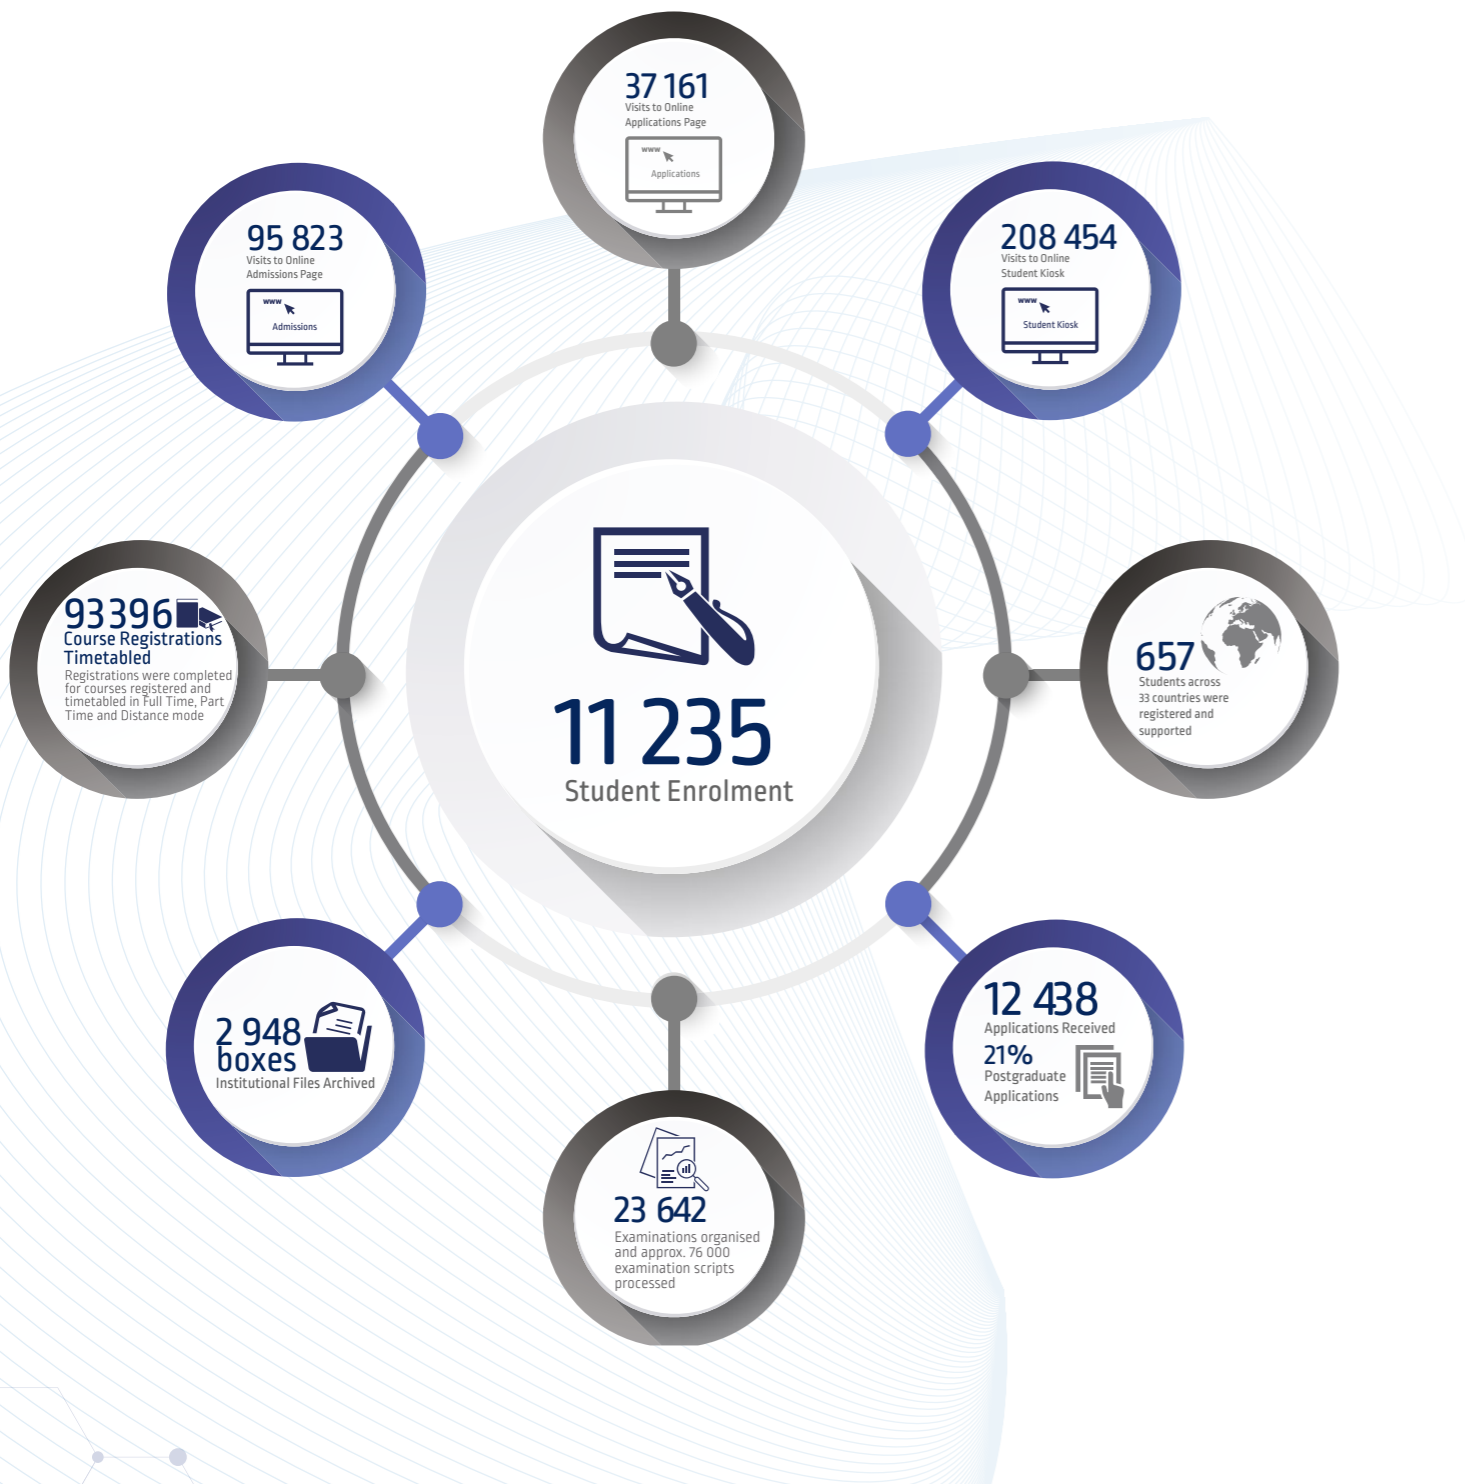 37 161
Visits to Online
Applications Page
www
Applications
95 823
Visits to Online
Admissions Page
www
Admissions
208 454
Visits to Online
Student Kiosk
www
Student Kiosk
93 396
Course Registrations
Timetabled
Registrations were completed
for courses registered and
timetabled in Full Time, Part
Time and Distance mode
11 235
Student Enrolment
657
Students across
33 countries were
registered and
supported
2 948
boxes
Institutional Files Archived
12 438
Applications Received
21%
Postgraduate
Applications
23 642
Examinations organised
and approx. 76 000
examination scripts
processed